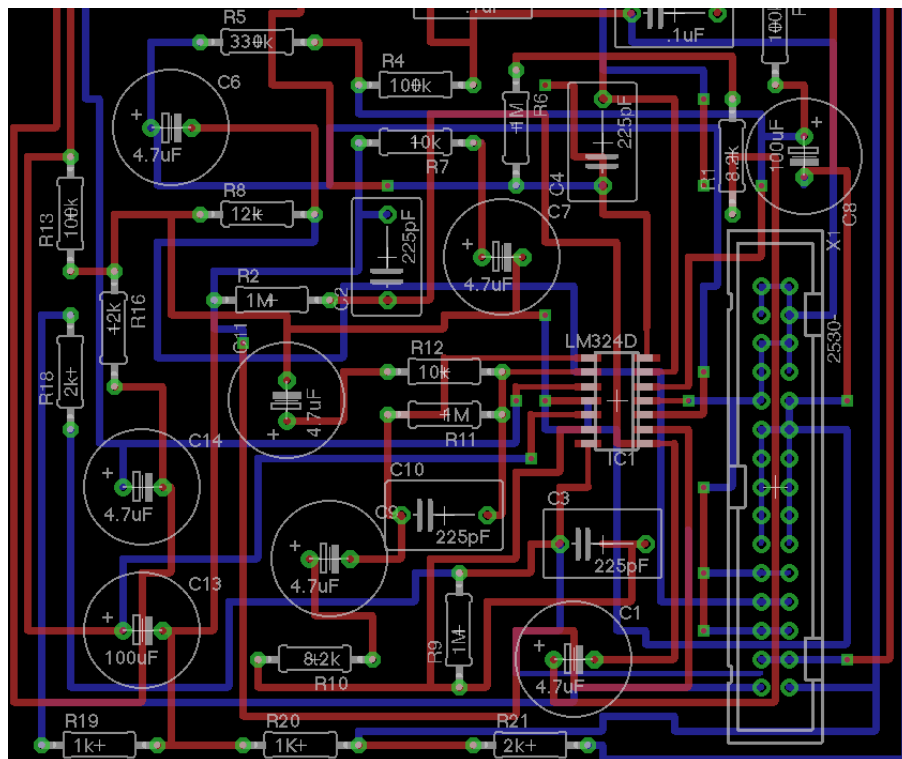 .1uF
.1uF
R5
330k
R4
100k
100k
C6
+
4.7uF
R6
1M
225pF
C4
R1
8.2k
100uF
+
C8
10k
R7
R13
100k
R8
12k
225pF
C2
C7
+
4.7uF
X1
2530-
R2
1M+
R16
12k
C11
4.7uF
+
R18
2k+
R12
10k
LM324D
IC1
1M
R11
C14
+
4.7uF
C10
225pF
C9
+
4.7uF
C3
225pF
C13
+
100uF
R9
1M
C1
+
4.7uF
8.2k
R10
R19
1k+
R20
1K+
R21
2k+